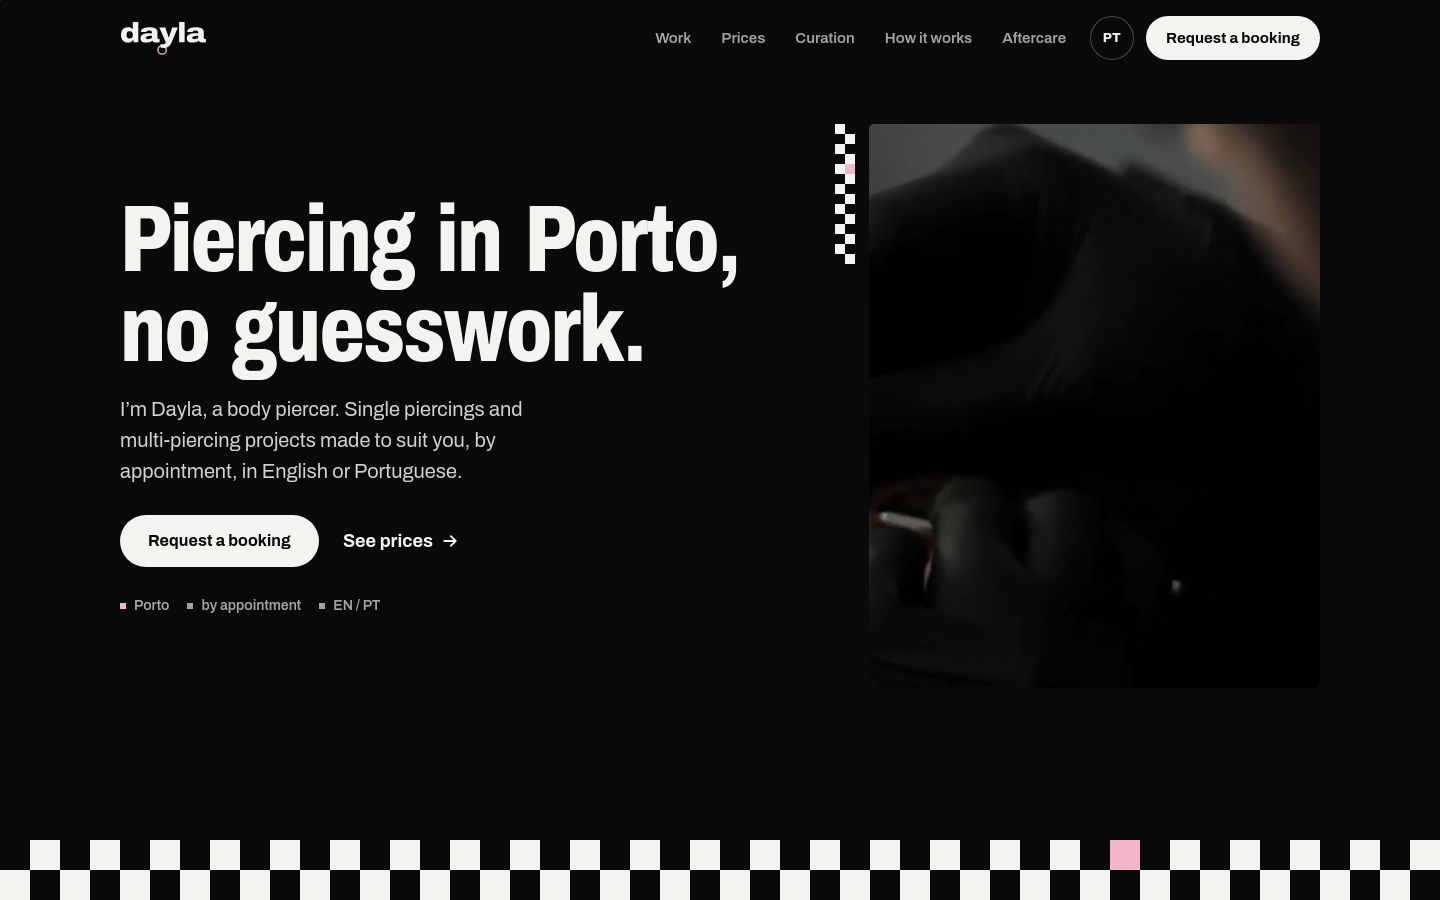 dayla
Work
Prices
Curation
How it works
Aftercare
PT
Request a booking
Piercing in Porto,
no guesswork.
I’m Dayla, a body piercer. Single piercings and
multi-piercing projects made to suit you, by
appointment, in English or Portuguese.
Request a booking
See prices →
Porto
by appointment
EN / PT